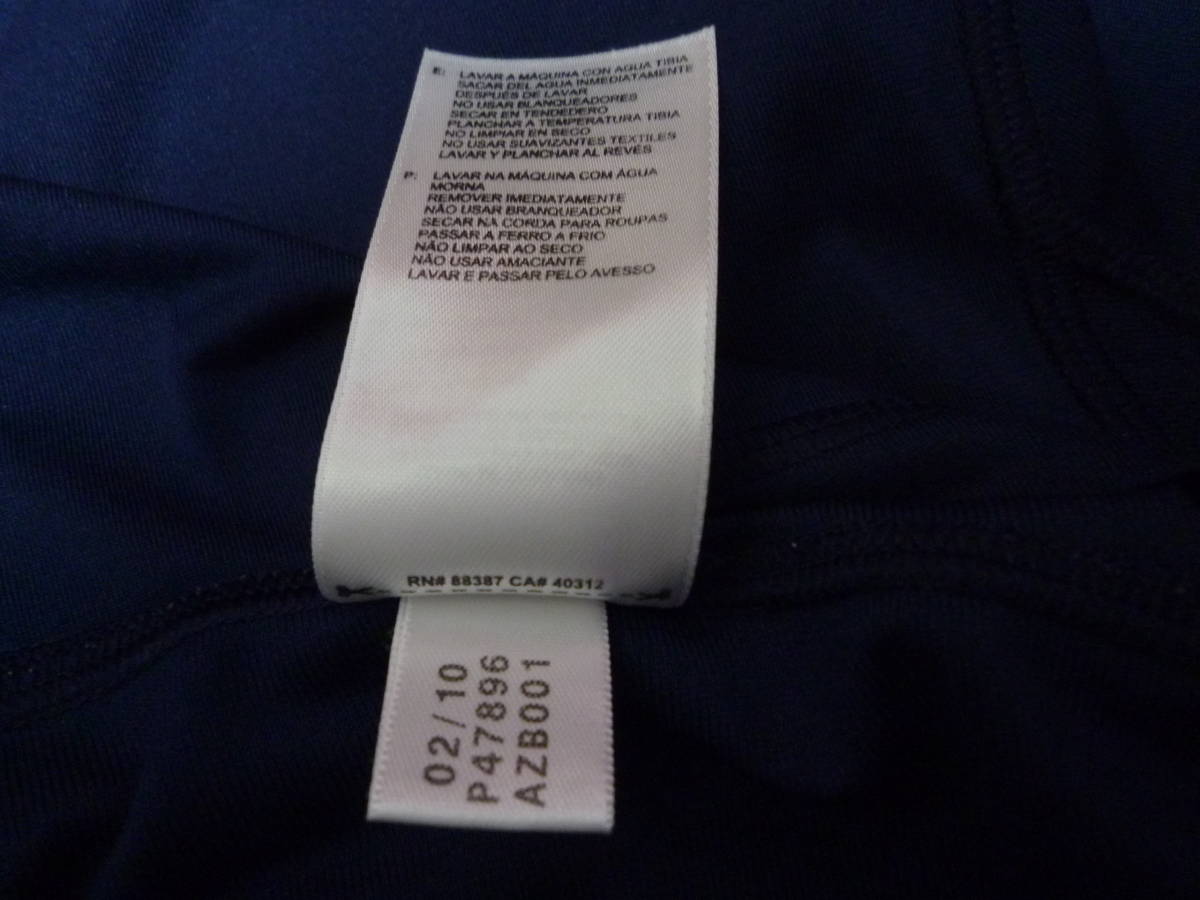 E: LAVAR A MÁQUINA CON AGUA TIBIA
SACAR DEL AGUA INMEDIATAMENTE
DESPUÉS DE LAVAR
NO USAR BLANQUEADORES
SECAR EN TENDEDERO
PLANCHAR A TEMPERATURA TIBIA
NO LIMPIAR EN SECO
NO USAR SUAVIZANTES TEXTILES
LAVAR Y PLANCHAR AL REVÉS
P: LAVAR NA MÁQUINA COM ÁGUA
MORNA
REMOVER IMEDIATAMENTE
NÃO USAR BRANQUEADOR
SECAR NA CORDA PARA ROUPAS
PASSAR A FERRO A FRIO
NÃO LIMPAR AO SECO
NÃO USAR AMACIANTE
LAVAR E PASSAR PELO AVESSO
RN# 88387 CA# 40312
02/10
P47896
AZB001